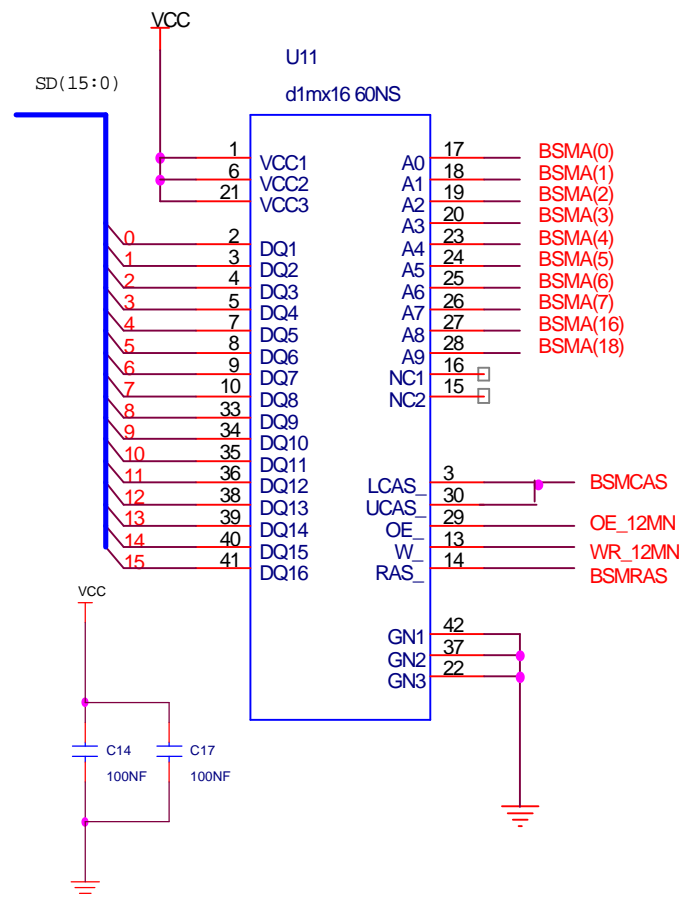 VCC
U11
SD(15:0)
d1mx16 60NS
1 VCC1 A0 17 BSMA(0)
6 VCC2 A1 18 BSMA(1)
21 VCC3 A2 19 BSMA(2)
A3 20 BSMA(3)
0 2 DQ1 A4 23 BSMA(4)
1 3 DQ2 A5 24 BSMA(5)
2 4 DQ3 A6 25 BSMA(6)
3 5 DQ4 A7 26 BSMA(7)
4 7 DQ5 A8 27 BSMA(16)
5 8 DQ6 A9 28 BSMA(18)
6 9 DQ7 NC1 16
7 10 DQ8 NC2 15
8 33 DQ9
9 34 DQ10
10 35 DQ11
11 36 DQ12 LCAS_ 3 BSMCAS
12 38 DQ13 UCAS_ 30
13 39 DQ14 OE_ 29 OE_12MN
14 40 DQ15 W_ 13 WR_12MN
15 41 DQ16 RAS_ 14 BSMRAS
VCC
GN1 42
GN2 37
GN3 22
C14 C17
100NF 100NF